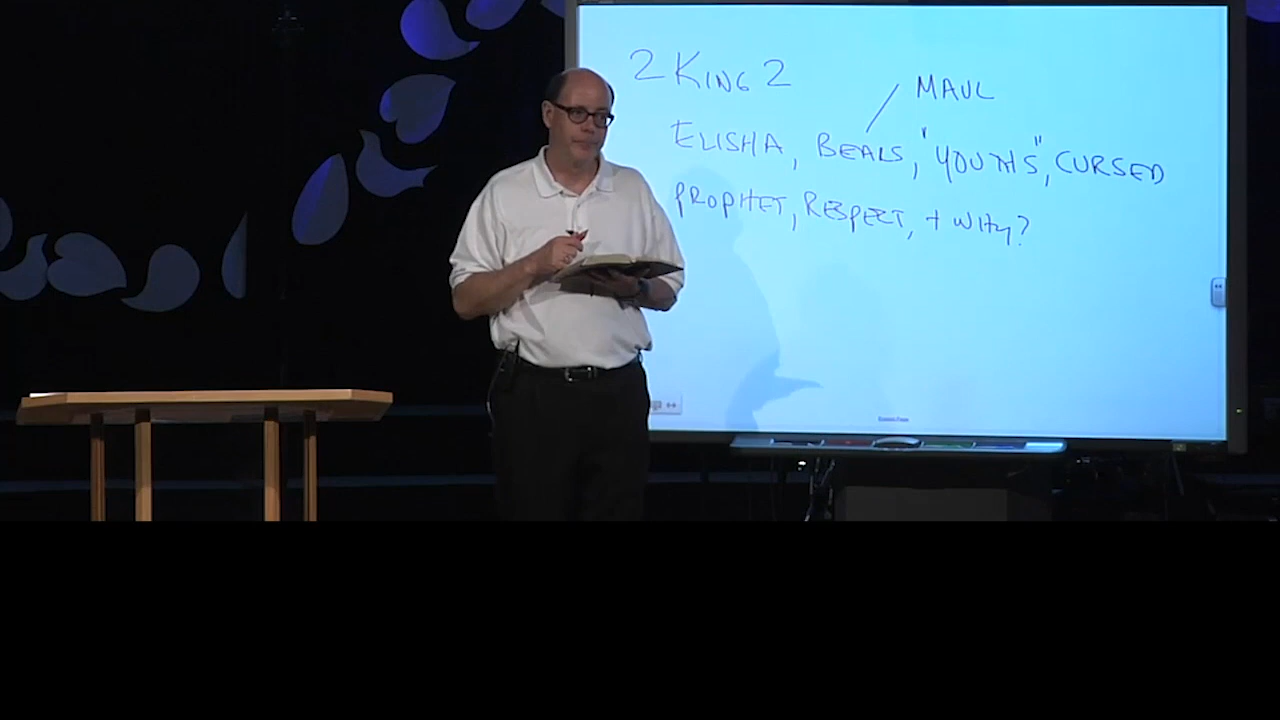 2 KING 2
MAUL
ELISHA, BEARS, "YOUTHS", CURSED
PROPHET, RESPECT, + WHY?